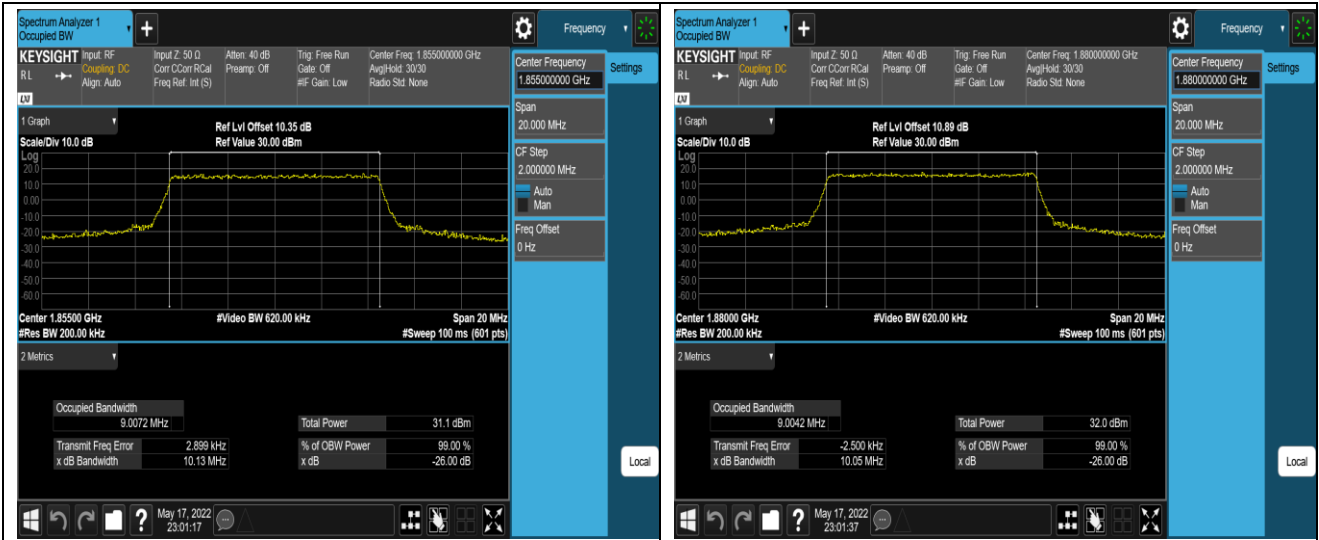 Spectrum Analyzer 1
Occupied BW
+
Frequency
KEYSIGHT
RL
LXI
Input: RF
Coupling: DC
Align: Auto
Input Z: 50 Ω
Corr CCorr RCal
Freq Ref: Int (S)
Atten: 40 dB
Preamp: Off
Trig: Free Run
Gate: Off
#IF Gain: Low
Center Freq: 1.855000000 GHz
Avg|Hold: 30/30
Radio Std: None
Center Frequency
1.855000000 GHz
Settings
Span
20.000 MHz
CF Step
2.000000 MHz
Auto
Man
Freq Offset
0 Hz
Local
1 Graph
Scale/Div 10.0 dB
Ref Lvl Offset 10.35 dB
Ref Value 30.00 dBm
Log
20.0
10.0
0.00
-10.0
-20.0
-30.0
-40.0
-50.0
-60.0
Center 1.85500 GHz
#Video BW 620.00 kHz
Span 20 MHz
#Res BW 200.00 kHz
#Sweep 100 ms (601 pts)
2 Metrics
Occupied Bandwidth
9.0072 MHz
Total Power 31.1 dBm
Transmit Freq Error 2.899 kHz
% of OBW Power 99.00 %
x dB Bandwidth 10.13 MHz
x dB -26.00 dB
?
May 17, 2022
23:01:17
Spectrum Analyzer 1
Occupied BW
+
Frequency
KEYSIGHT
RL
LXI
Input: RF
Coupling: DC
Align: Auto
Input Z: 50 Ω
Corr CCorr RCal
Freq Ref: Int (S)
Atten: 40 dB
Preamp: Off
Trig: Free Run
Gate: Off
#IF Gain: Low
Center Freq: 1.880000000 GHz
Avg|Hold: 30/30
Radio Std: None
Center Frequency
1.880000000 GHz
Settings
Span
20.000 MHz
CF Step
2.000000 MHz
Auto
Man
Freq Offset
0 Hz
Local
1 Graph
Scale/Div 10.0 dB
Ref Lvl Offset 10.89 dB
Ref Value 30.00 dBm
Log
20.0
10.0
0.00
-10.0
-20.0
-30.0
-40.0
-50.0
-60.0
Center 1.88000 GHz
#Video BW 620.00 kHz
Span 20 MHz
#Res BW 200.00 kHz
#Sweep 100 ms (601 pts)
2 Metrics
Occupied Bandwidth
9.0042 MHz
Total Power 32.0 dBm
Transmit Freq Error -2.500 kHz
% of OBW Power 99.00 %
x dB Bandwidth 10.05 MHz
x dB -26.00 dB
?
May 17, 2022
23:01:37